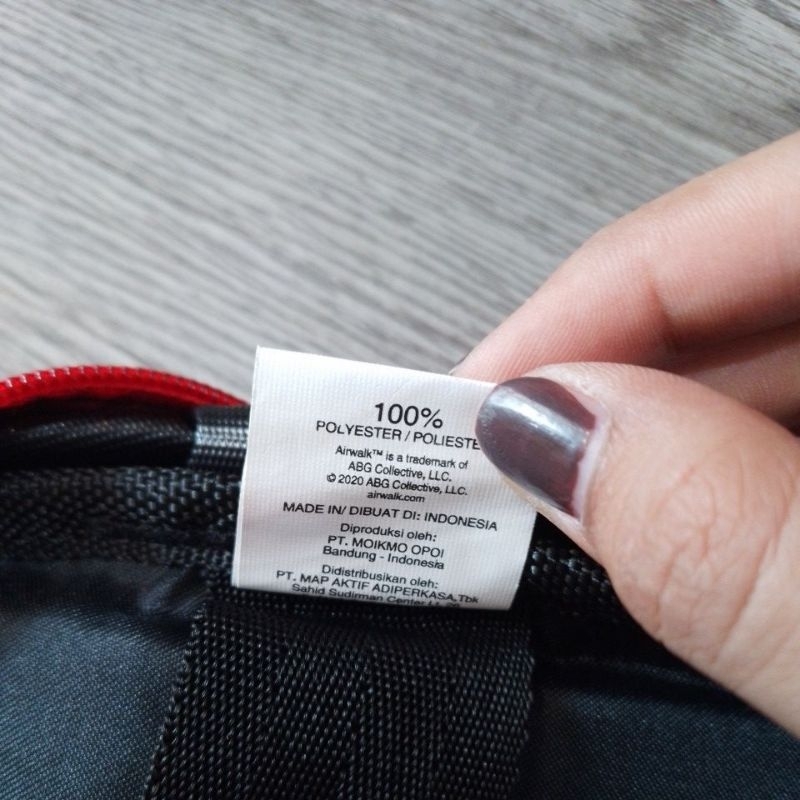 100%
POLYESTER / POLIESTE
Airwalk™ is a trademark of
ABG Collective, LLC.
© 2020 ABG Collective, LLC.
airwalk.com
MADE IN/ DIBUAT DI: INDONESIA
Diproduksi oleh:
PT. MOIKMO OPOI
Bandung - Indonesia
Didistribusikan oleh:
PT. MAP AKTIF ADIPERKASA,Tbk
Sahid Sudirman Center